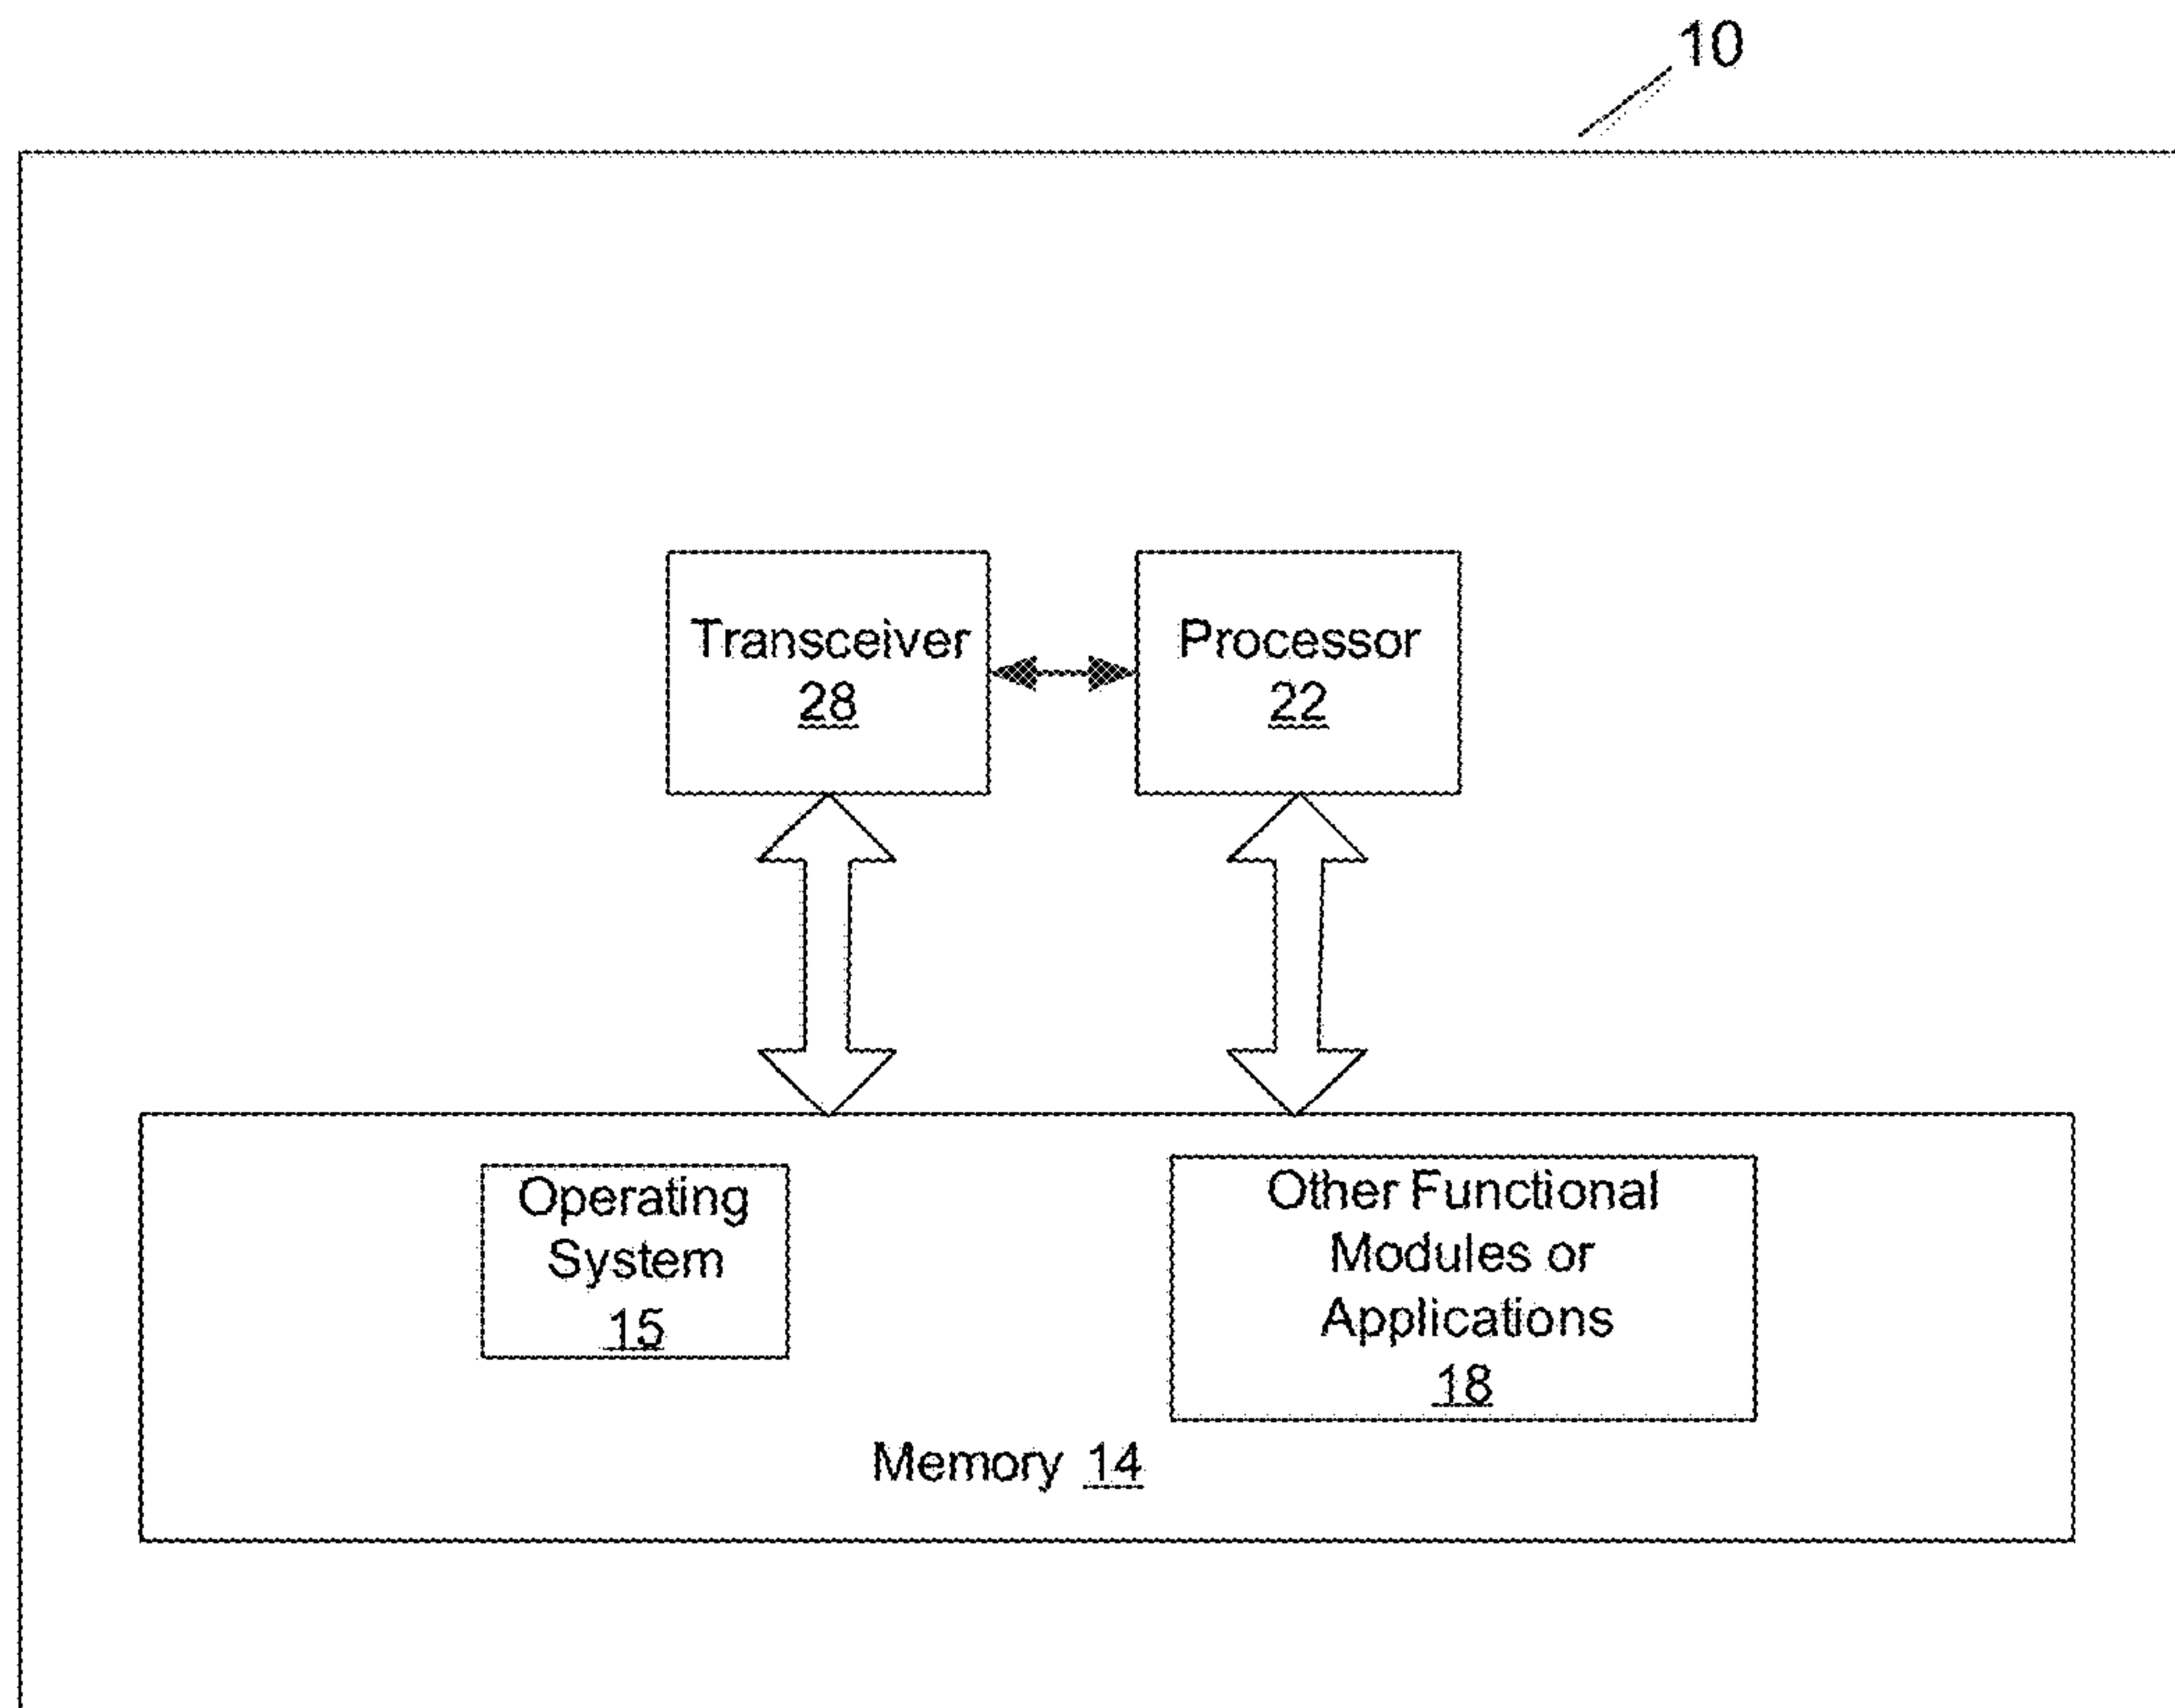 10
Transceiver
28
Processor
22
Operating
System
15
Other Functional
Modules or
Applications
18
Memory 14